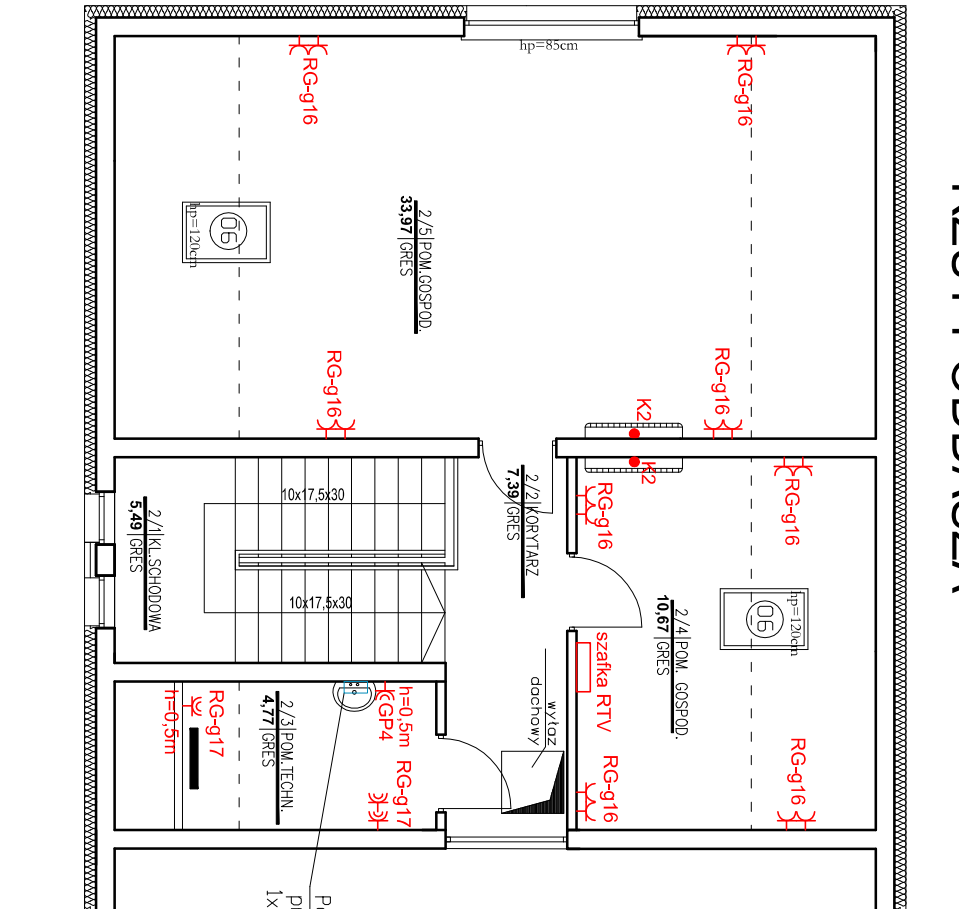 hp=85cm
RG-g16
RG-g16
hp=120cm
O6
2/5 POM.GOSPOD.
33,97 GRES
RG-g16
RG-g16
K2
K2
2/2 KORYTARZ
7,39 GRES
RG-g16
RG-g16
10x17,5x30
10x17,5x30
2/1 KL.SCHODOWA
5,49 GRES
hp=120cm
O6
2/4 POM. GOSPOD.
10,67 GRES
szafka RTV
wyłaz
dachowy
h=0,5m
GP4
RG-g17
h=0,5m
2/3 POM.TECHN.
4,77 GRES
RG-g17
RG-g16
RG-g16
1x